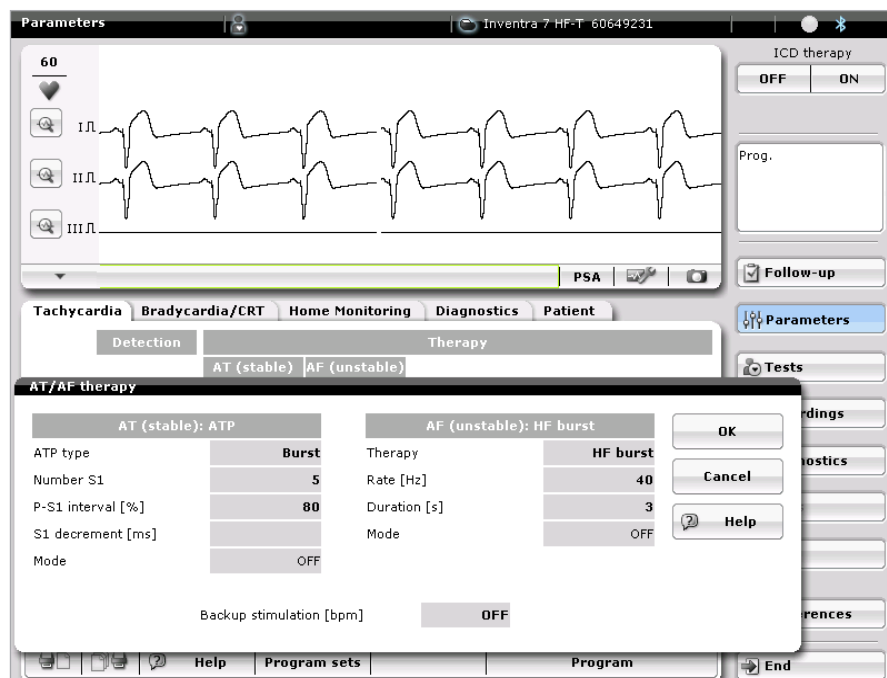 Parameters
Inventra 7 HF-T 60649231
60
I
II
III
PSA
ICD therapy
OFF ON
Prog.
Follow-up
Parameters
Tests
Tachycardia Bradycardia/CRT Home Monitoring Diagnostics Patient
Detection Therapy
AT (stable) AF (unstable)
AT/AF therapy
AT (stable): ATP AF (unstable): HF burst
ATP type Burst Therapy HF burst
Number S1 5 Rate [Hz] 40
P-S1 interval [%] 80 Duration [s] 3
S1 decrement [ms] Mode OFF
Mode OFF
Backup stimulation [bpm] OFF
OK
Cancel
Help
rdings
nostics
erences
Help Program sets Program
End